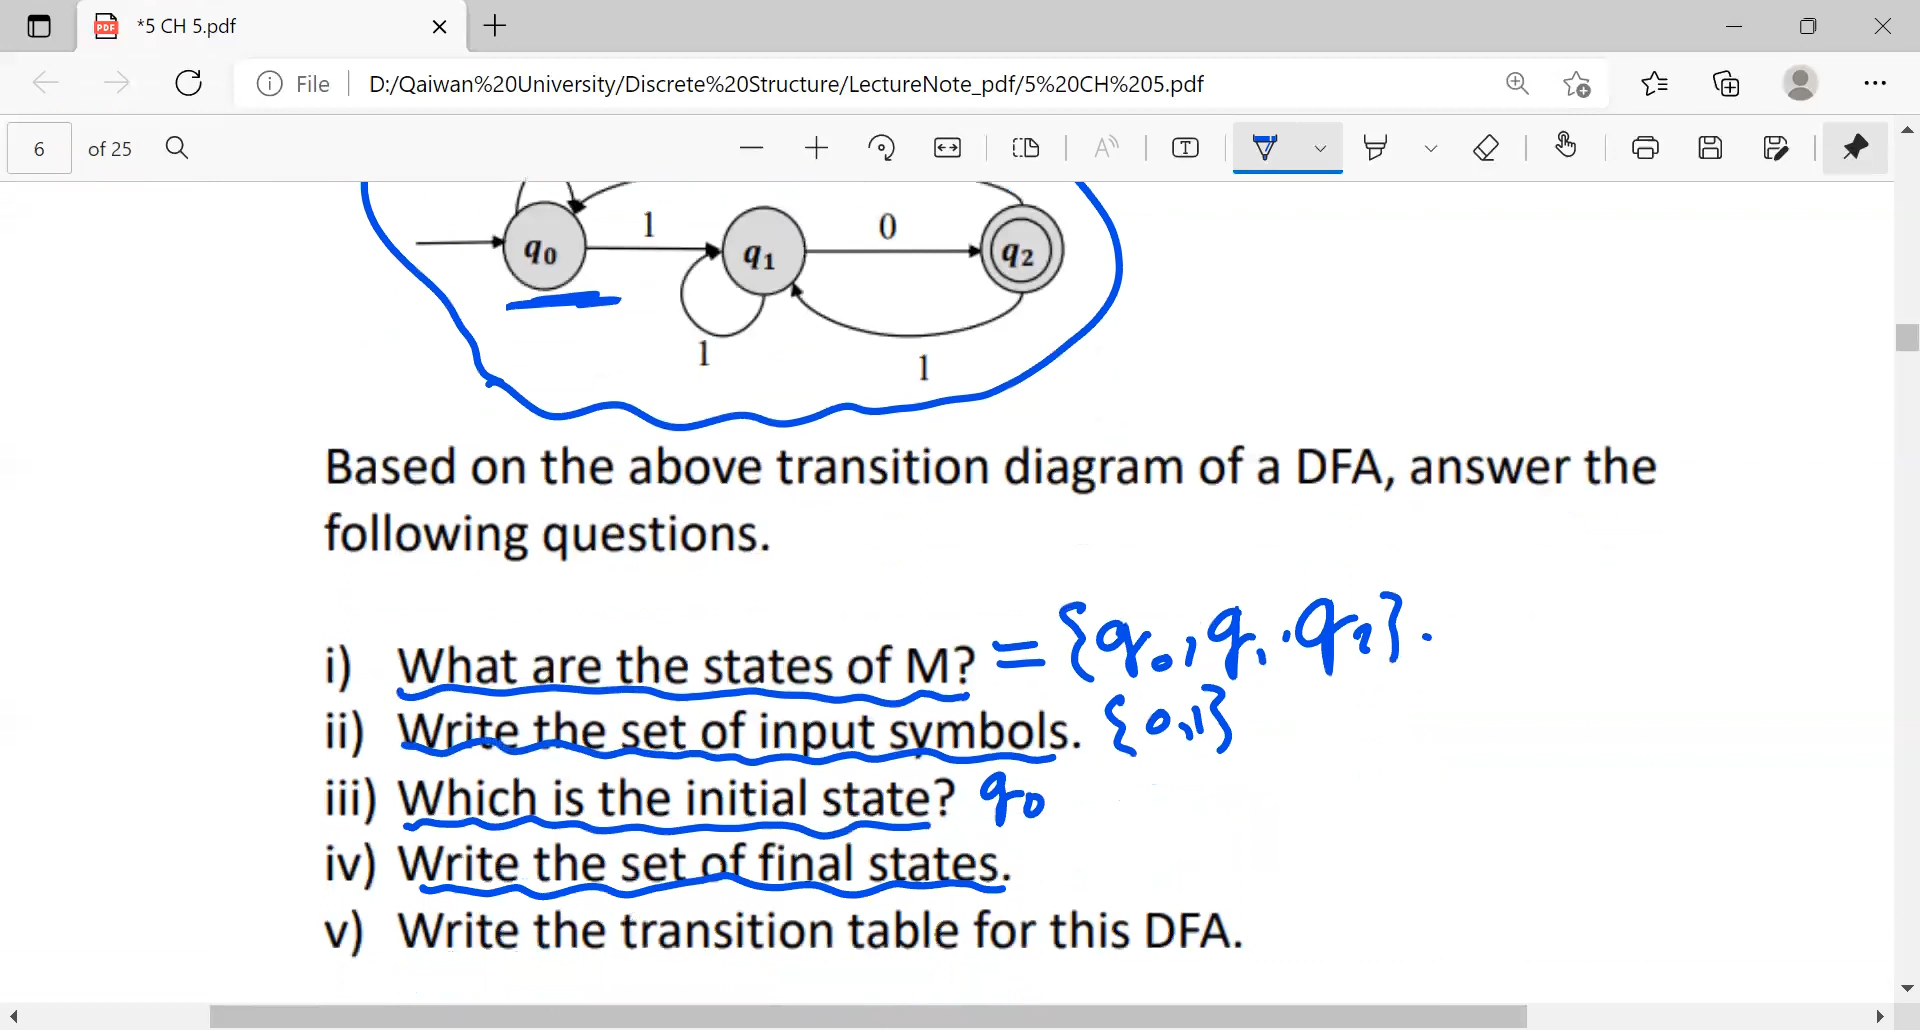 *5 CH 5.pdf
File D:/Qaiwan%20University/Discrete%20Structure/LectureNote_pdf/5%20CH%205.pdf
6 of 25
1 0
q0 q1 q2
1 1
Based on the above transition diagram of a DFA, answer the
following questions.
i) What are the states of M? = {q0, q1, q2}.
ii) Write the set of input symbols. {0,1}
iii) Which is the initial state? q0
iv) Write the set of final states.
v) Write the transition table for this DFA.